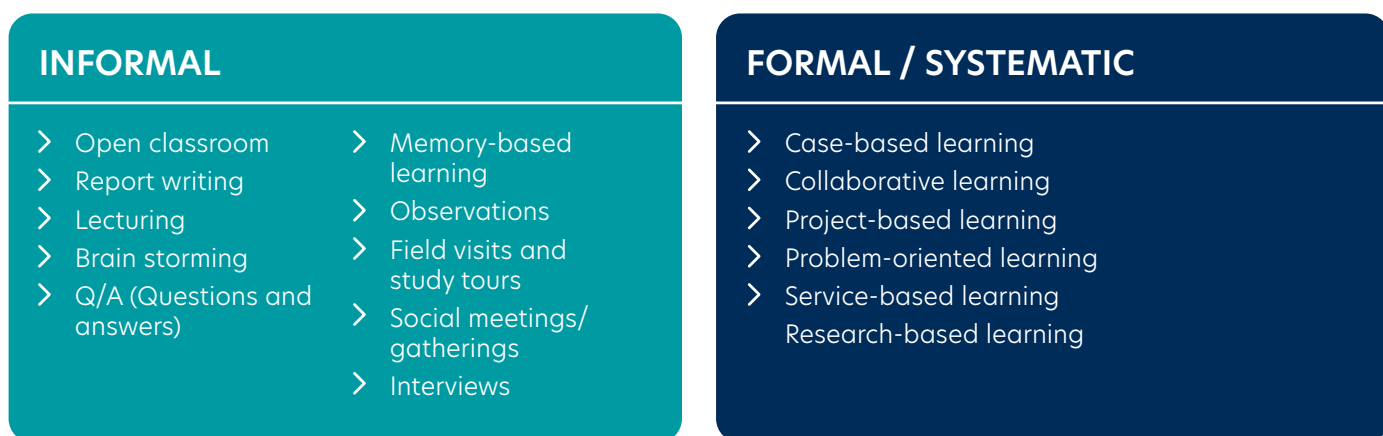 INFORMAL
> Open classroom
> Report writing
> Lecturing
> Brain storming
> Q/A (Questions and
answers)
> Memory-based
learning
> Observations
> Field visits and
study tours
> Social meetings/
gatherings
> Interviews
FORMAL / SYSTEMATIC
> Case-based learning
> Collaborative learning
> Project-based learning
> Problem-oriented learning
> Service-based learning
Research-based learning